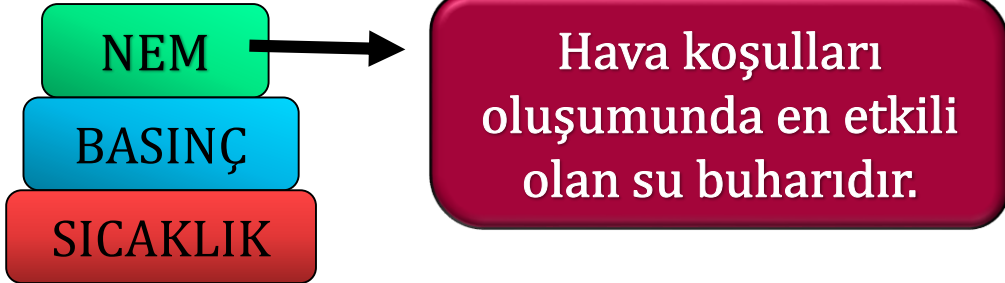 NEM
BASINÇ
SICAKLIK
Hava koşulları
oluşumunda en etkili
olan su buharıdır.